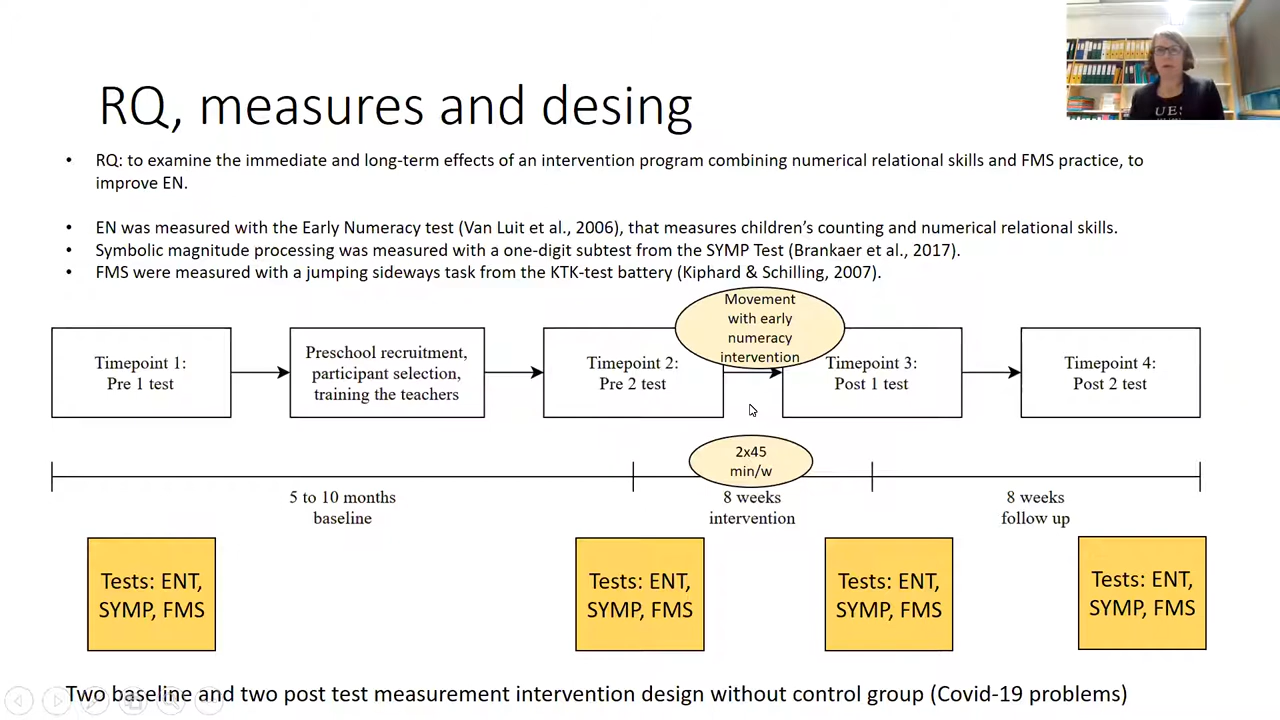 RQ, measures and desing
• RQ: to examine the immediate and long-term effects of an intervention program combining numerical relational skills and FMS practice, to
improve EN.
• EN was measured with the Early Numeracy test (Van Luit et al., 2006), that measures children’s counting and numerical relational skills.
• Symbolic magnitude processing was measured with a one-digit subtest from the SYMP Test (Brankaer et al., 2017).
• FMS were measured with a jumping sideways task from the KTK-test battery (Kiphard & Schilling, 2007).
Timepoint 1:
Pre 1 test
Preschool recruitment,
participant selection,
training the teachers
Timepoint 2:
Pre 2 test
Movement
with early
numeracy
intervention
Timepoint 3:
Post 1 test
Timepoint 4:
Post 2 test
5 to 10 months
baseline
2x45
min/w
8 weeks
intervention
8 weeks
follow up
Tests: ENT,
SYMP, FMS
Tests: ENT,
SYMP, FMS
Tests: ENT,
SYMP, FMS
Tests: ENT,
SYMP, FMS
Two baseline and two post test measurement intervention design without control group (Covid-19 problems)